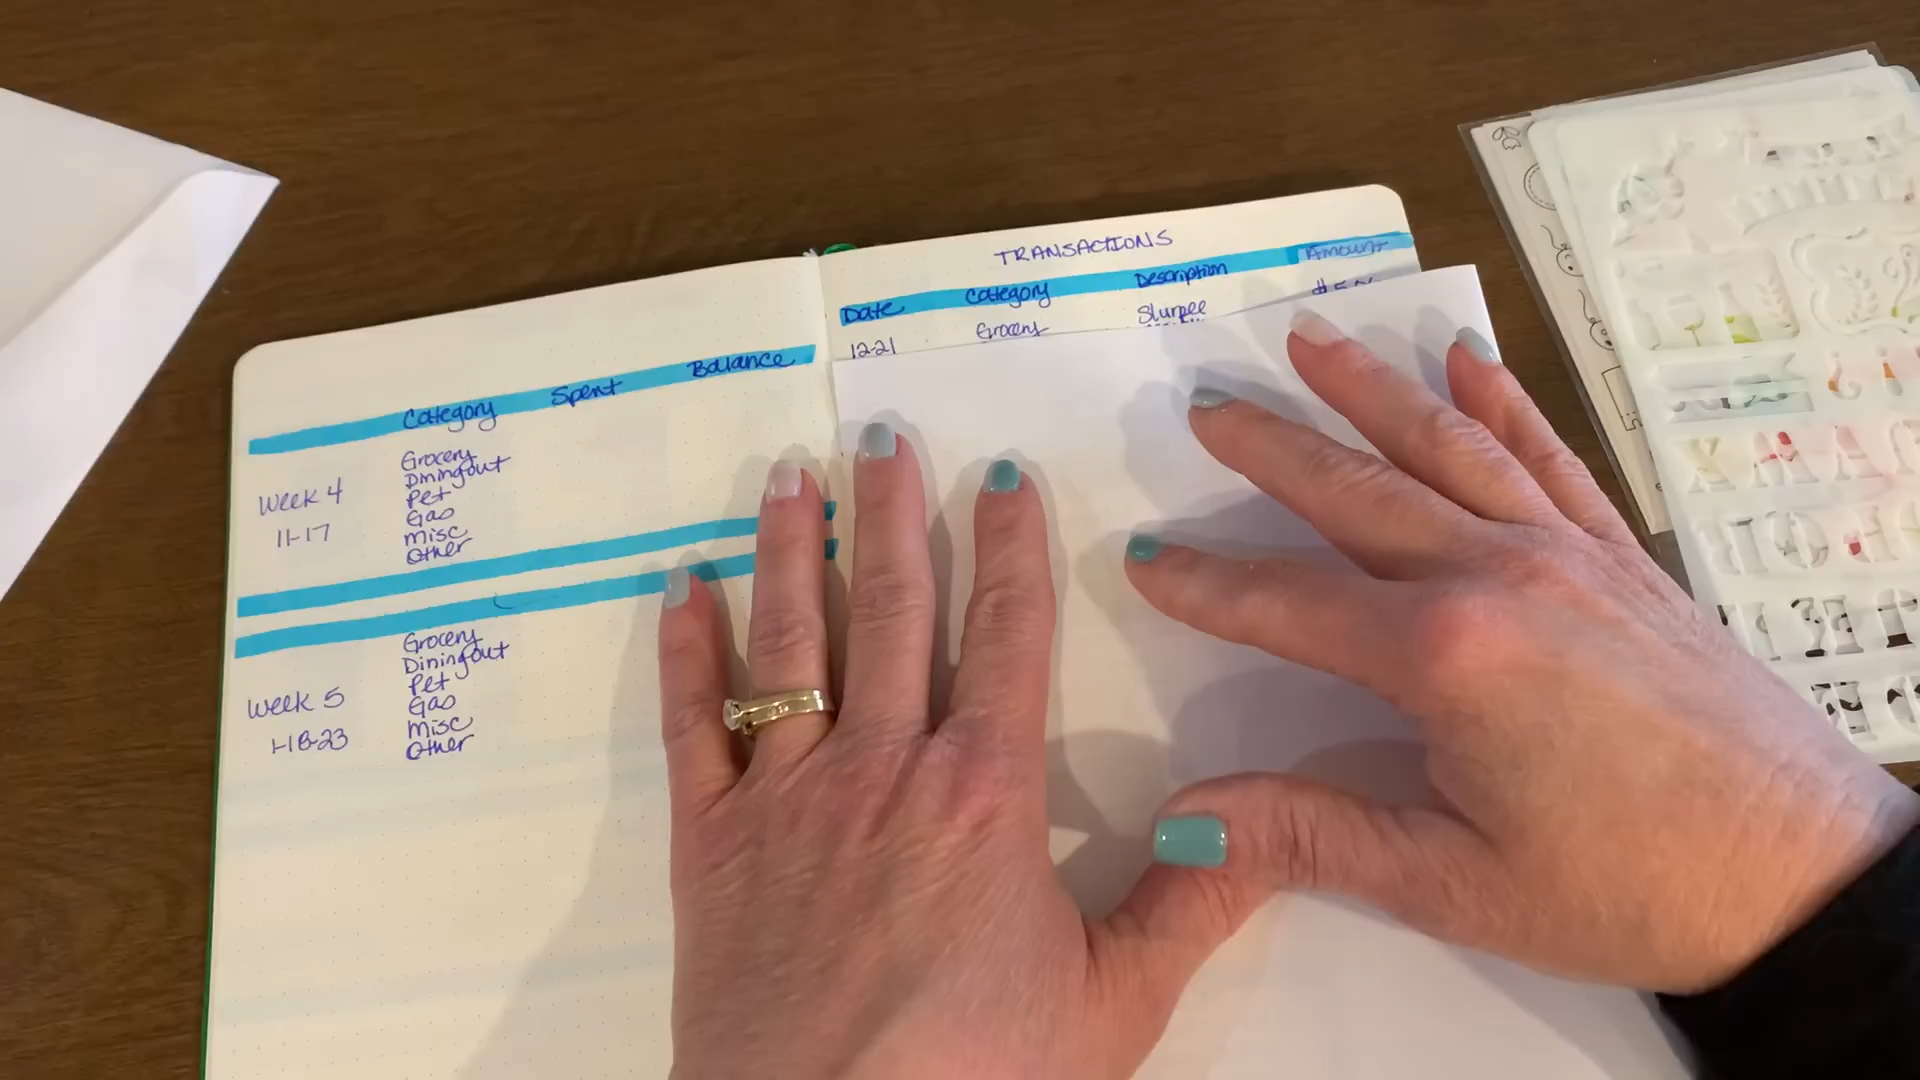 Category Spent Balance
Week 4
11-17
Grocery
Diningout
Pet
Gas
Misc
Other
Week 5
1-18-23
Grocery
Diningout
Pet
Gas
Misc
Other
TRANSACTIONS
Date Category Description Amount
12-21 Grocery Slurpee